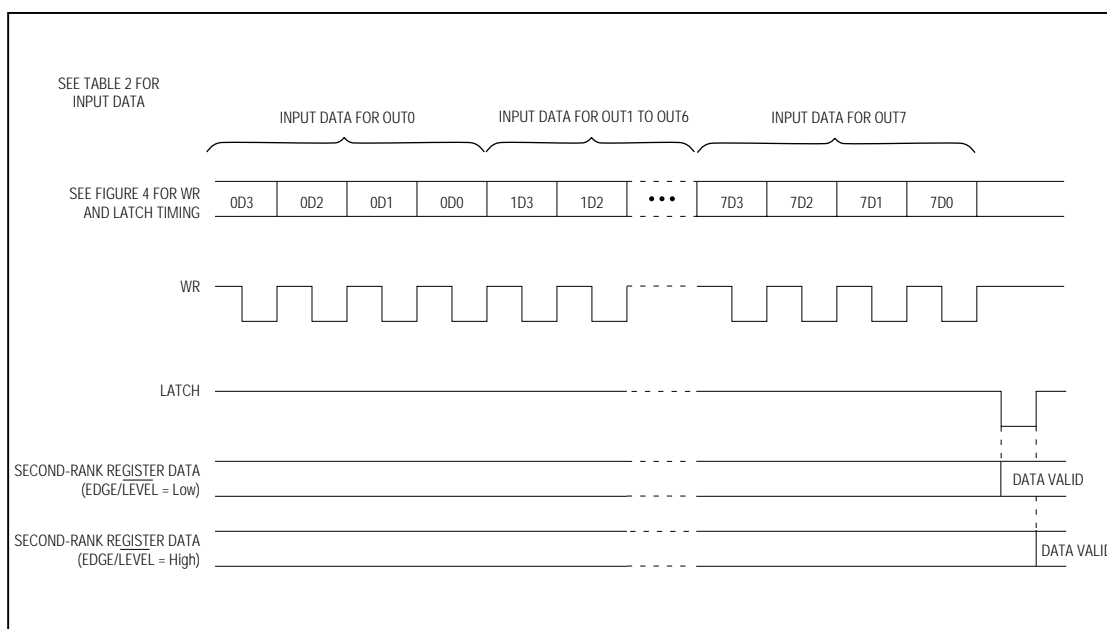 SEE TABLE 2 FOR
INPUT DATA
INPUT DATA FOR OUT0
INPUT DATA FOR OUT1 TO OUT6
INPUT DATA FOR OUT7
SEE FIGURE 4 FOR WR
AND LATCH TIMING
0D3 0D2 0D1 0D0 1D3 1D2 ••• 7D3 7D2 7D1 7D0
WR
LATCH
SECOND-RANK REGISTER DATA
(EDGE/LEVEL = Low)
DATA VALID
SECOND-RANK REGISTER DATA
(EDGE/LEVEL = High)
DATA VALID